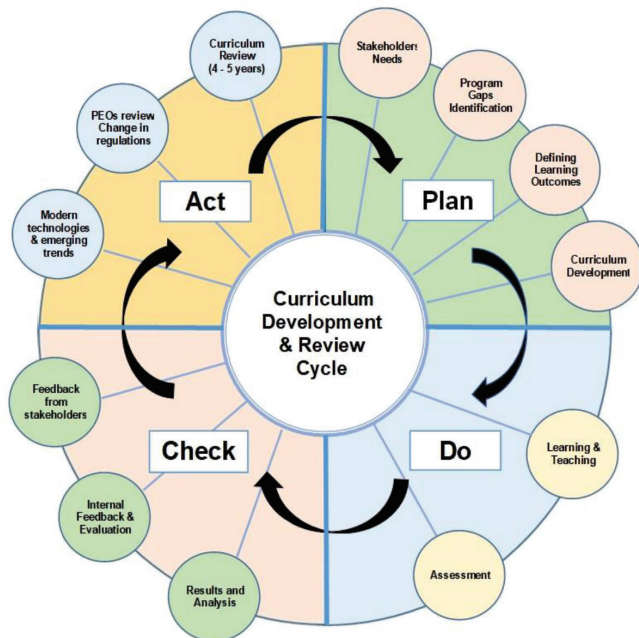 Curriculum
Review
(4 - 5 years)
Stakeholders
Needs
Program
Gaps
Identification
Defining
Learning
Outcomes
Curriculum
Development
PEOs review
Change in
regulations
Modern
technologies
& emerging
trends
Act
Plan
Curriculum
Development
& Review
Cycle
Check
Do
Learning &
Teaching
Assessment
Results and
Analysis
Internal
Feedback &
Evaluation
Feedback
from
stakeholders